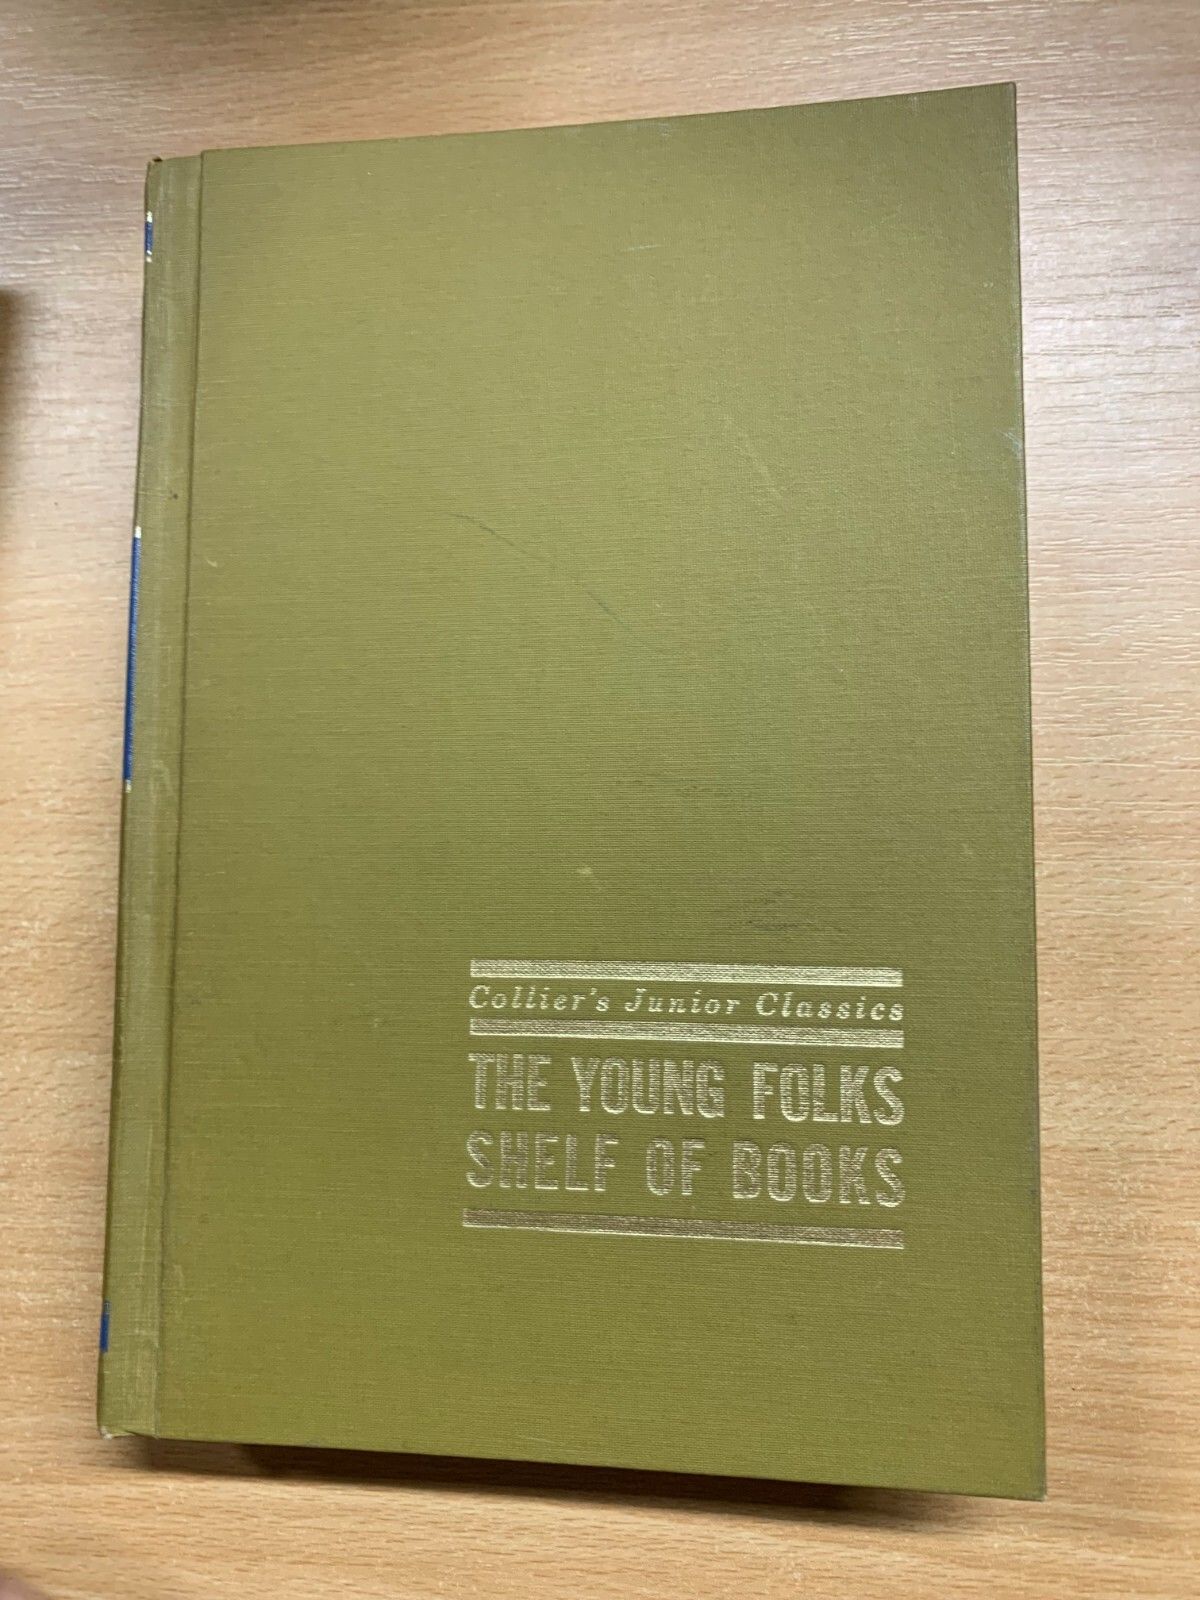 Collier's Junior Classics
THE YOUNG FOLKS
SHELF OF BOOKS